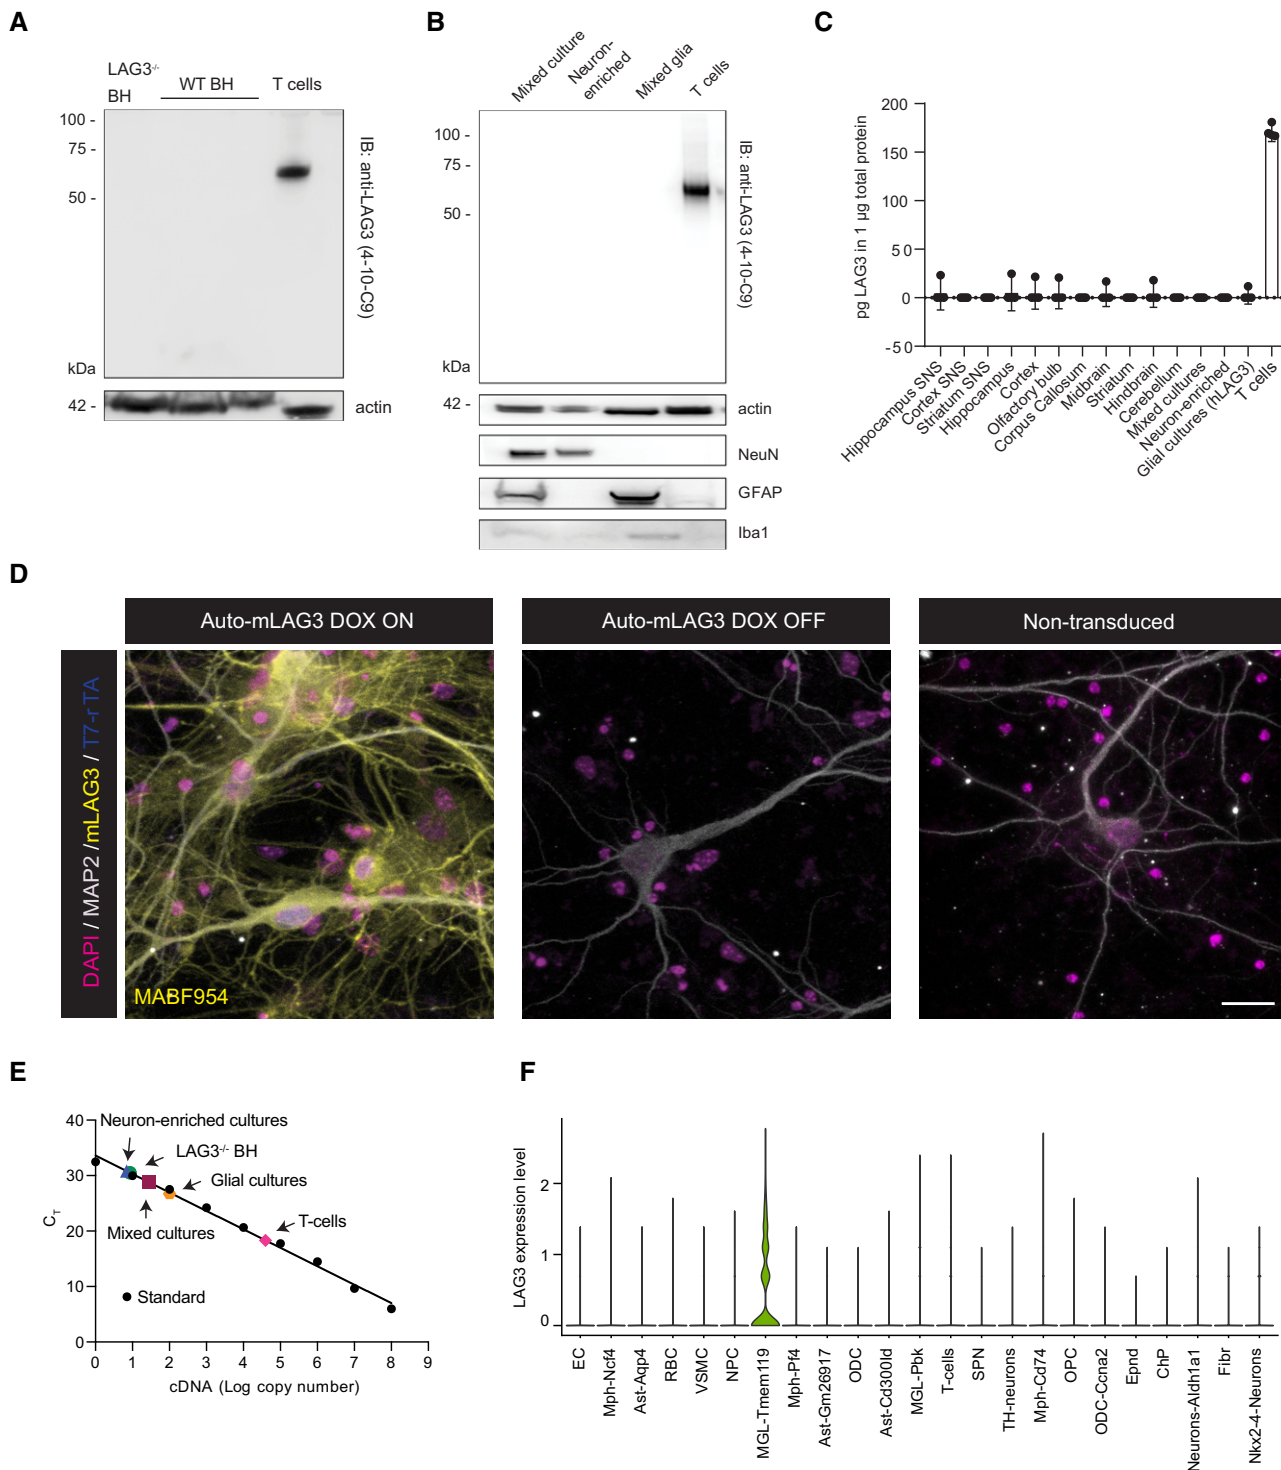 A
LAG3-/-
BH
WT BH
T cells
100 -
75 -
50 -
kDa
42 -
IB: anti-LAG3 (4-10-C9)
actin
B
Mixed culture
Neuron-
enriched
Mixed glia
T cells
100 -
75 -
50 -
kDa
42 -
IB: anti-LAG3 (4-10-C9)
actin
NeuN
GFAP
Iba1
C
pg LAG3 in 1 µg total protein
200
150
100
50
0
-50
Hippocampus SNS
Cortex SNS
Striatum SNS
Hippocampus
Cortex
Olfactory bulb
Corpus Callosum
Midbrain
Striatum
Hindbrain
Cerebellum
Mixed cultures
Neuron-enriched
Glial cultures (hLAG3)
T cells
D
Auto-mLAG3 DOX ON
Auto-mLAG3 DOX OFF
Non-transduced
DAPI / MAP2 /mLAG3 / T7-rTA
MABF954
E
40
30
20
10
0
CT
Neuron-enriched cultures
LAG3-/- BH
Glial cultures
Mixed cultures
T-cells
Standard
0 1 2 3 4 5 6 7 8 9
cDNA (Log copy number)
F
LAG3 expression level
2
1
0
EC
Mph-Ncf4
Ast-Aqp4
RBC
VSMC
NPC
MGL-Tmem119
Mph-Pf4
Ast-Gm26917
ODC
Ast-Cd300ld
MGL-Pbk
T-cells
SPN
TH-neurons
Mph-Cd74
OPC
ODC-Ccna2
Epnd
ChP
Neurons-Aldh1a1
Fibr
Nkx2-4-Neurons